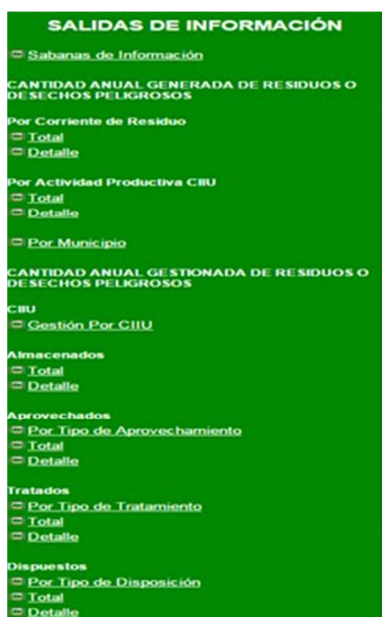 SALIDAS DE INFORMACIÓN
Sabanas de Información
CANTIDAD ANUAL GENERADA DE RESIDUOS O
DESECHOS PELIGROSOS
Por Corriente de Residuo
Total
Detalle
Por Actividad Productiva CIIU
Total
Detalle
Por Municipio
CANTIDAD ANUAL GESTIONADA DE RESIDUOS O
DESECHOS PELIGROSOS
CIIU
Gestión Por CIIU
Almacenados
Total
Detalle
Aprovechados
Por Tipo de Aprovechamiento
Total
Detalle
Tratados
Por Tipo de Tratamiento
Total
Detalle
Dispuestos
Por Tipo de Disposición
Total
Detalle